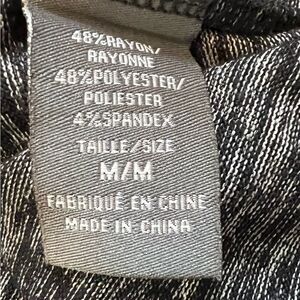 48%RAYON/
RAYONNE
48%POLYESTER/
POLIESTER
4%SPANDEX
TAILLE/SIZE
M/M
FABRIQUÉ EN CHINE
MADE IN CHINA